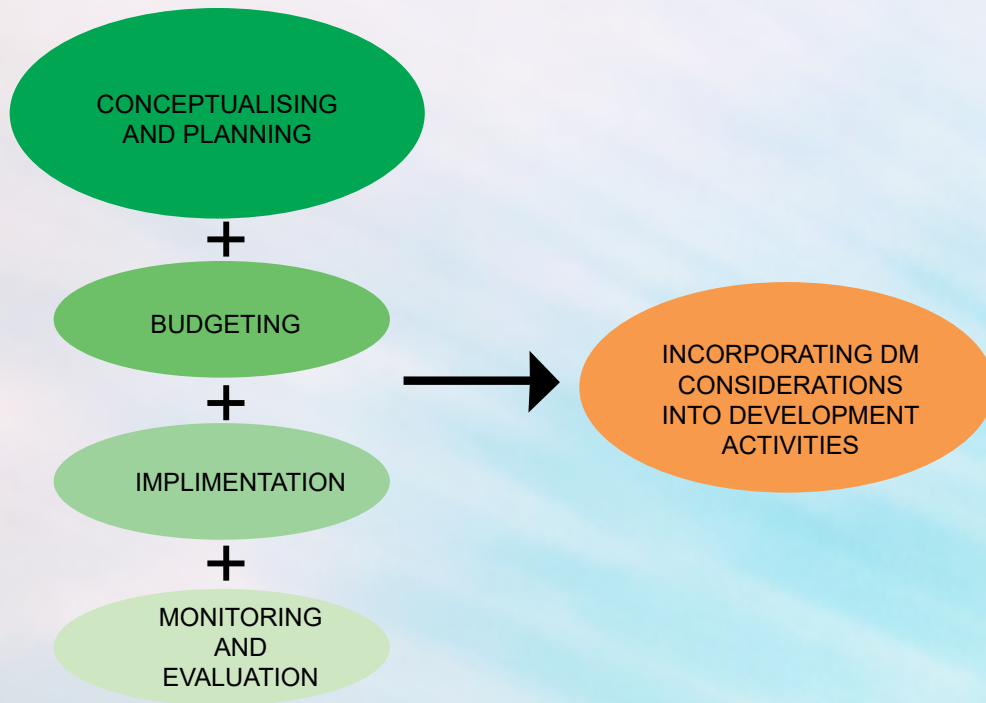 CONCEPTUALISING
AND PLANNING
+
BUDGETING
+
IMPLIMENTATION
+
MONITORING
AND
EVALUATION
INCORPORATING DM
CONSIDERATIONS
INTO DEVELOPMENT
ACTIVITIES